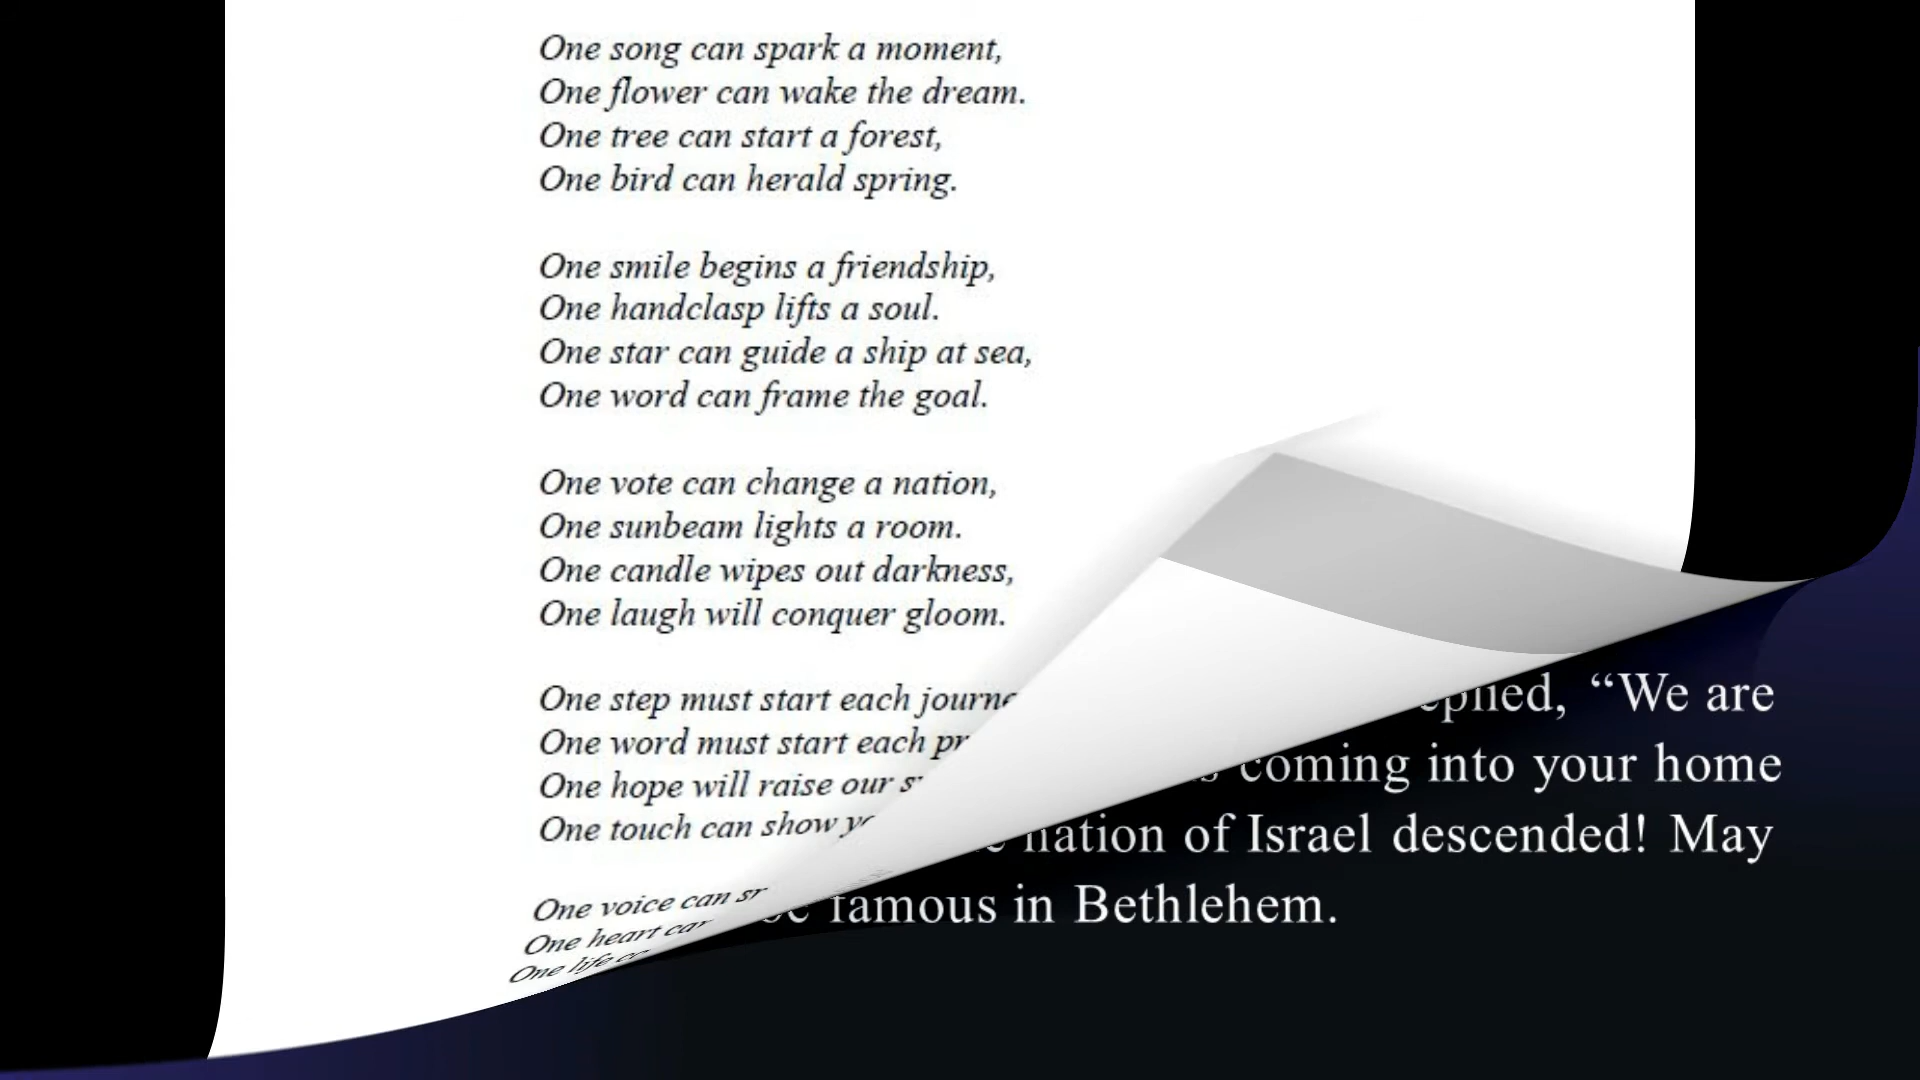 One song can spark a moment,
One flower can wake the dream.
One tree can start a forest,
One bird can herald spring.
One smile begins a friendship,
One handclasp lifts a soul.
One star can guide a ship at sea,
One word can frame the goal.
One vote can change a nation,
One sunbeam lights a room.
One candle wipes out darkness,
One laugh will conquer gloom.
One step must start each
One word must start each
One hope will raise our
One touch can show
One voice can
One heart
One life
“We are
coming into your home
nation of Israel descended! May
famous in Bethlehem.